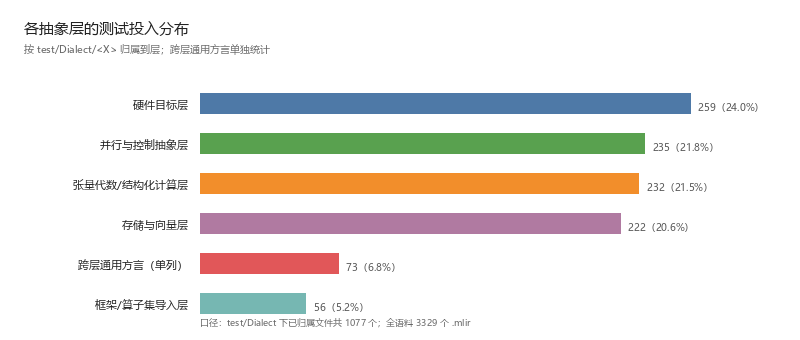 各抽象层的测试投入分布
按 test/Dialect/<X> 归属到层；跨层通用方言单独统计
硬件目标层 259（24.0%）
并行与控制抽象层 235（21.8%）
张量代数/结构化计算层 232（21.5%）
存储与向量层 222（20.6%）
跨层通用方言（单列） 73（6.8%）
框架/算子集导入层 56（5.2%）
口径：test/Dialect 下已归属文件共 1077 个；全语料 3329 个 .mlir